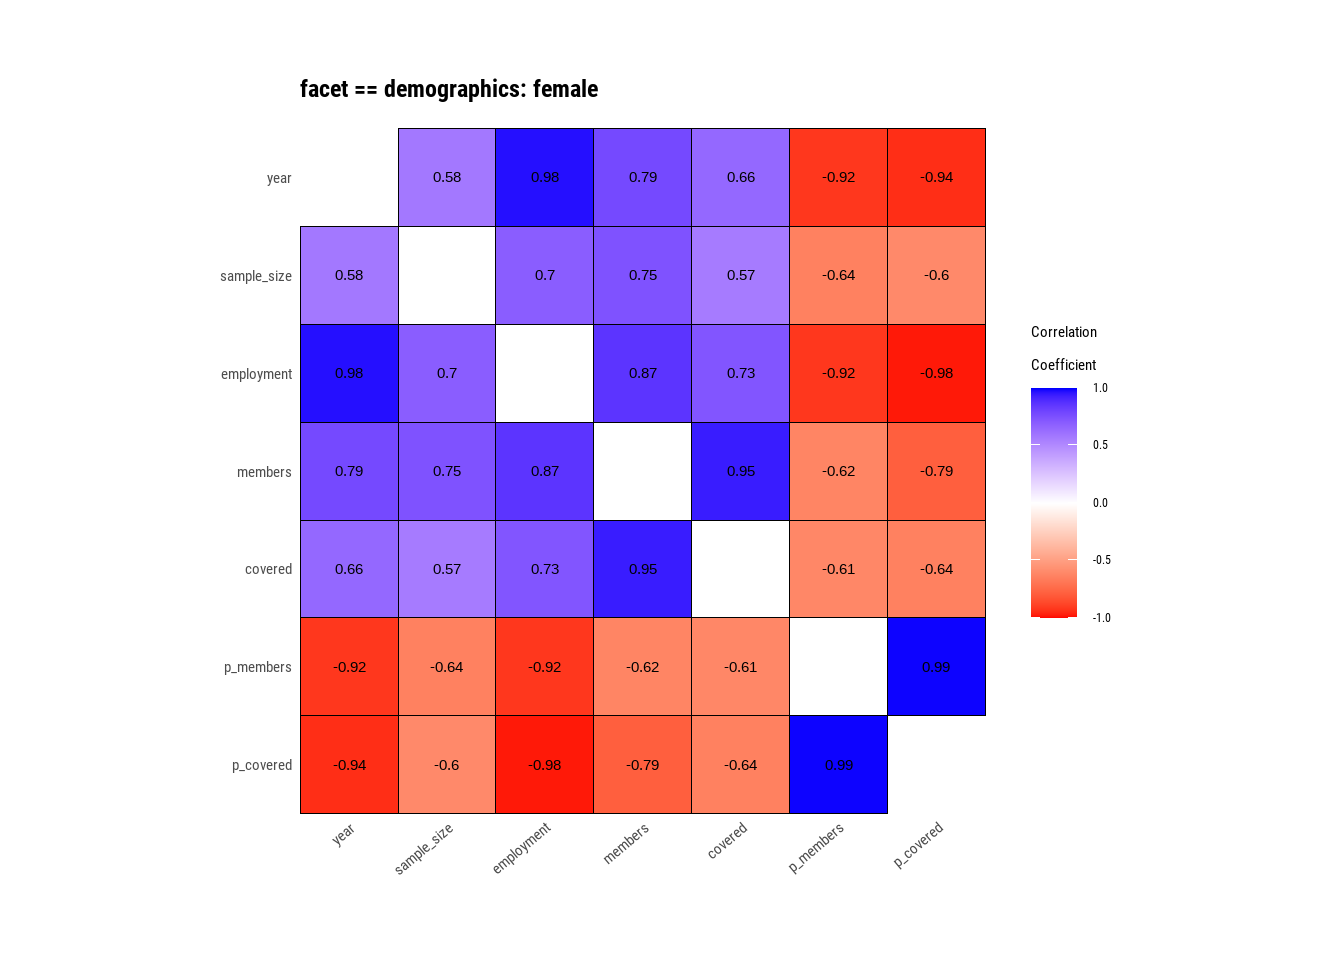 facet == demographics: female
year 0.58 0.98 0.79 0.66 -0.92 -0.94
sample_size 0.58 0.7 0.75 0.57 -0.64 -0.6
employment 0.98 0.7 0.87 0.73 -0.92 -0.98
members 0.79 0.75 0.87 0.95 -0.62 -0.79
covered 0.66 0.57 0.73 0.95 -0.61 -0.64
p_members -0.92 -0.64 -0.92 -0.62 -0.61 0.99
p_covered -0.94 -0.6 -0.98 -0.79 -0.64 0.99
year sample_size employment members covered p_members p_covered
Correlation
Coefficient
1.0
0.5
0.0
-0.5
-1.0